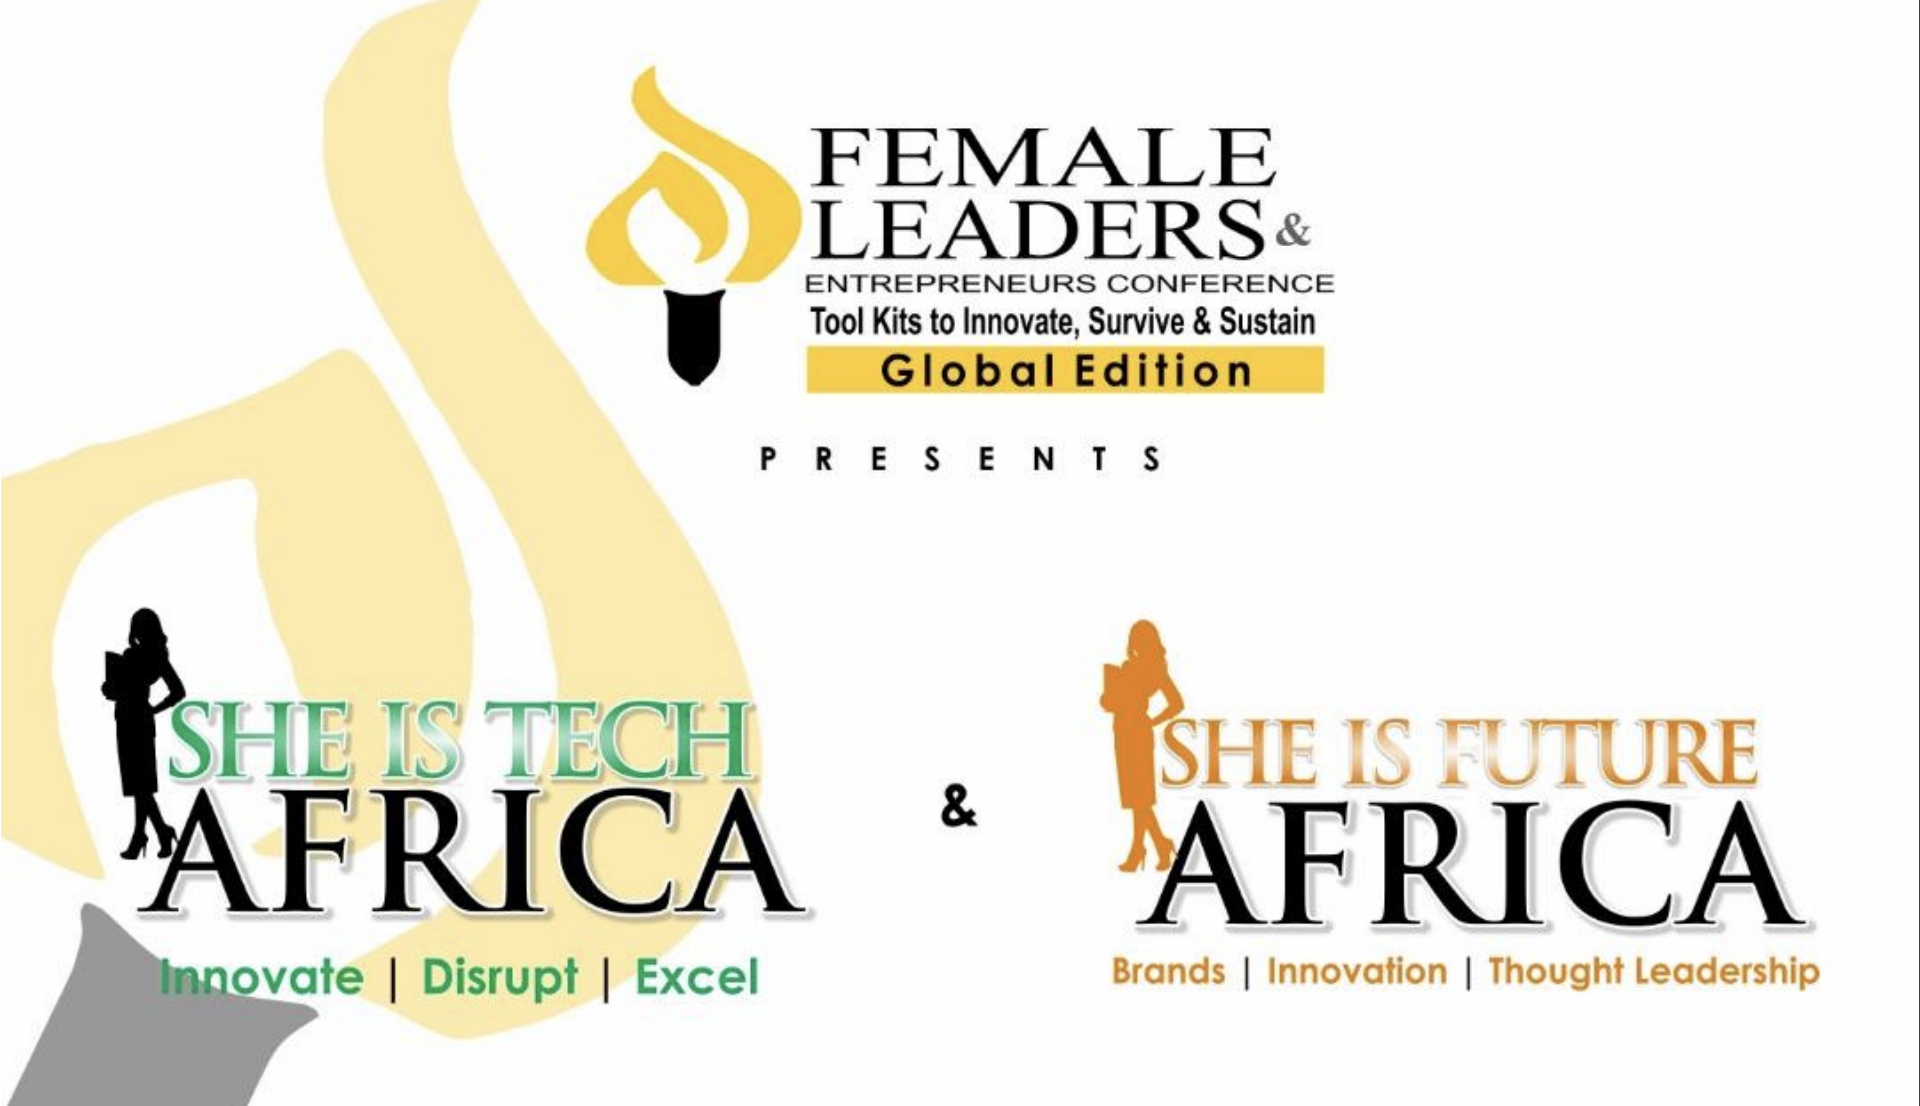 FEMALE
LEADERS &
ENTREPRENEURS CONFERENCE
Tool Kits to Innovate, Survive & Sustain
Global Edition
PRESENTS
SHE IS TECH
AFRICA
Innovate | Disrupt | Excel
&
SHE IS FUTURE
AFRICA
Brands | Innovation | Thought Leadership